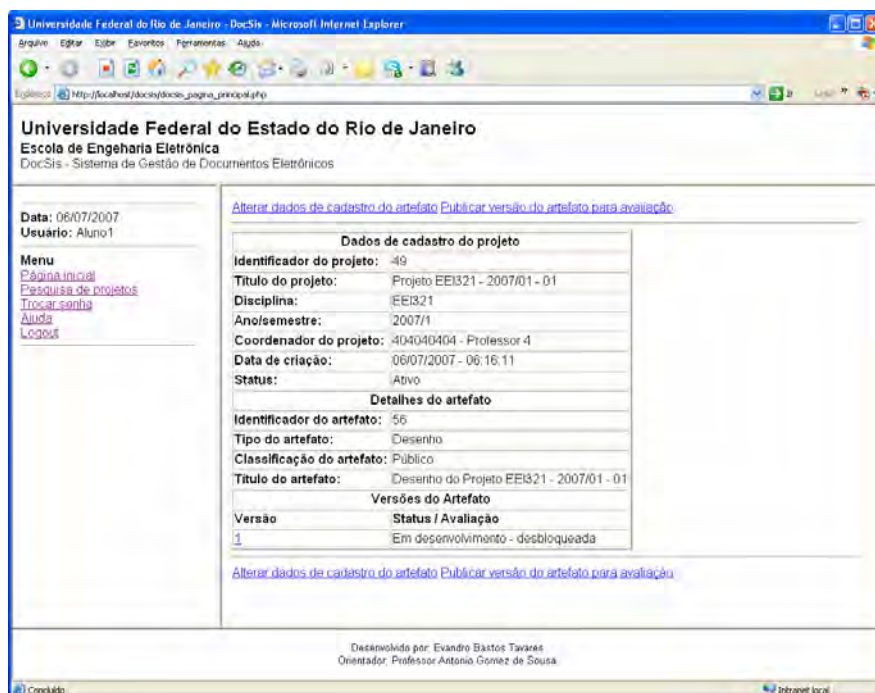 Universidade Federal do Rio de Janeiro - DocSis - Microsoft Internet Explorer
Arquivo Editar Exibir Favoritos Ferramentas Ajuda
Endereço http://localhost/docsis/docsis_pagina_principal.php
Universidade Federal do Estado do Rio de Janeiro
Escola de Engeharia Eletrônica
DocSis - Sistema de Gestão de Documentos Eletrônicos
Data: 06/07/2007
Usuário: Aluno1
Menu
Página inicial
Pesquisa de projetos
Trocar senha
Ajuda
Logout
Alterar dados de cadastro do artefato Publicar versão do artefato para avaliação
Dados de cadastro do projeto
Identificador do projeto: 49
Título do projeto: Projeto EEI321 - 2007/01 - 01
Disciplina: EEI321
Ano/semestre: 2007/1
Coordenador do projeto: 404040404 - Professor 4
Data de criação: 06/07/2007 - 06:16:11
Status: Ativo
Detalhes do artefato
Identificador do artefato: 56
Tipo do artefato: Desenho
Classificação do artefato: Público
Título do artefato: Desenho do Projeto EEI321 - 2007/01 - 01
Versões do Artefato
Versão Status / Avaliação
1 Em desenvolvimento - desbloqueada
Alterar dados de cadastro do artefato Publicar versão do artefato para avaliação
Desenvolvido por: Evandro Bastos Tavares
Orientador: Professor Antonio Gomez de Sousa
Concluído Intranet local